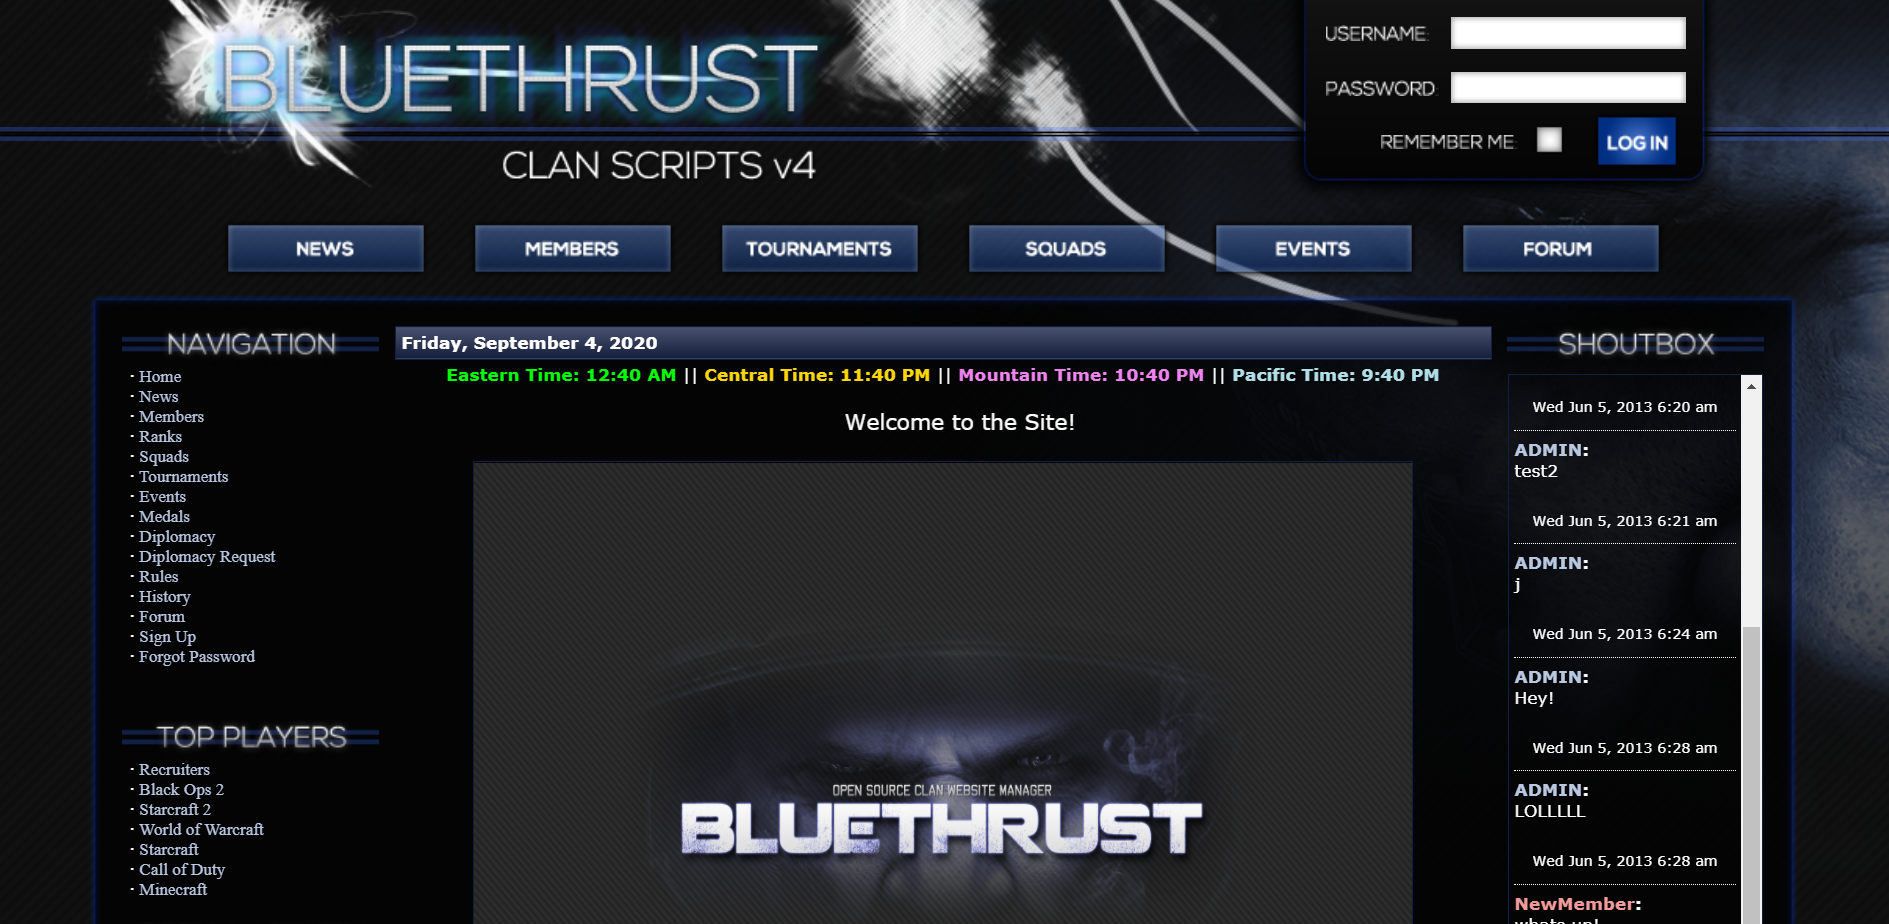 BLUETHRUST
CLAN SCRIPTS v4
USERNAME:
PASSWORD:
REMEMBER ME:
LOG IN
NEWS
MEMBERS
TOURNAMENTS
SQUADS
EVENTS
FORUM
NAVIGATION
· Home
· News
· Members
· Ranks
· Squads
· Tournaments
· Events
· Medals
· Diplomacy
· Diplomacy Request
· Rules
· History
· Forum
· Sign Up
· Forgot Password
TOP PLAYERS
· Recruiters
· Black Ops 2
· Starcraft 2
· World of Warcraft
· Starcraft
· Call of Duty
· Minecraft
Friday, September 4, 2020
Eastern Time: 12:40 AM || Central Time: 11:40 PM || Mountain Time: 10:40 PM || Pacific Time: 9:40 PM
Welcome to the Site!
OPEN SOURCE CLAN WEBSITE MANAGER
BLUETHRUST
SHOUTBOX
Wed Jun 5, 2013 6:20 am
ADMIN:
test2
Wed Jun 5, 2013 6:21 am
ADMIN:
j
Wed Jun 5, 2013 6:24 am
ADMIN:
Hey!
Wed Jun 5, 2013 6:28 am
ADMIN:
LOLLLLL
Wed Jun 5, 2013 6:28 am
NewMember:
whats up!